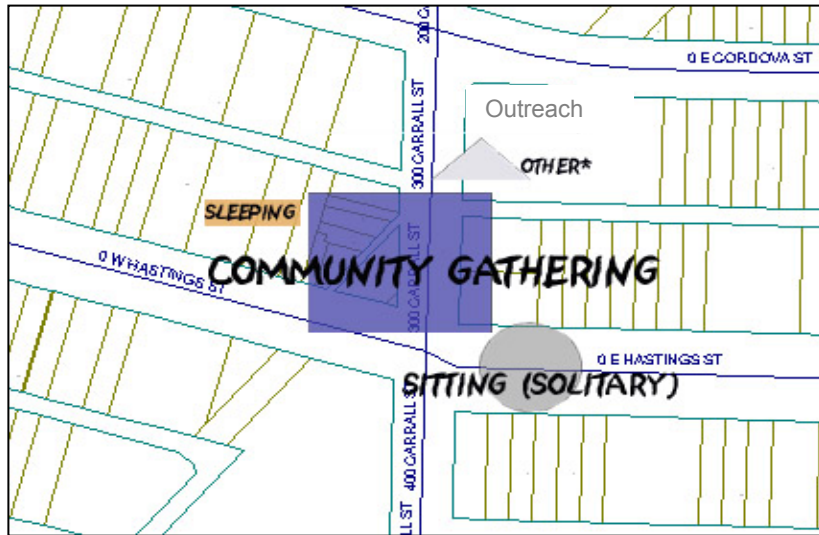 200 C
0 E CORDOVA ST
Outreach
300 CARRALL ST
OTHER*
SLEEPING
0 W HASTINGS ST
COMMUNITY GATHERING
300 CARRALL ST
0 E HASTINGS ST
SITTING (SOLITARY)
400 CARRALL ST
LL ST